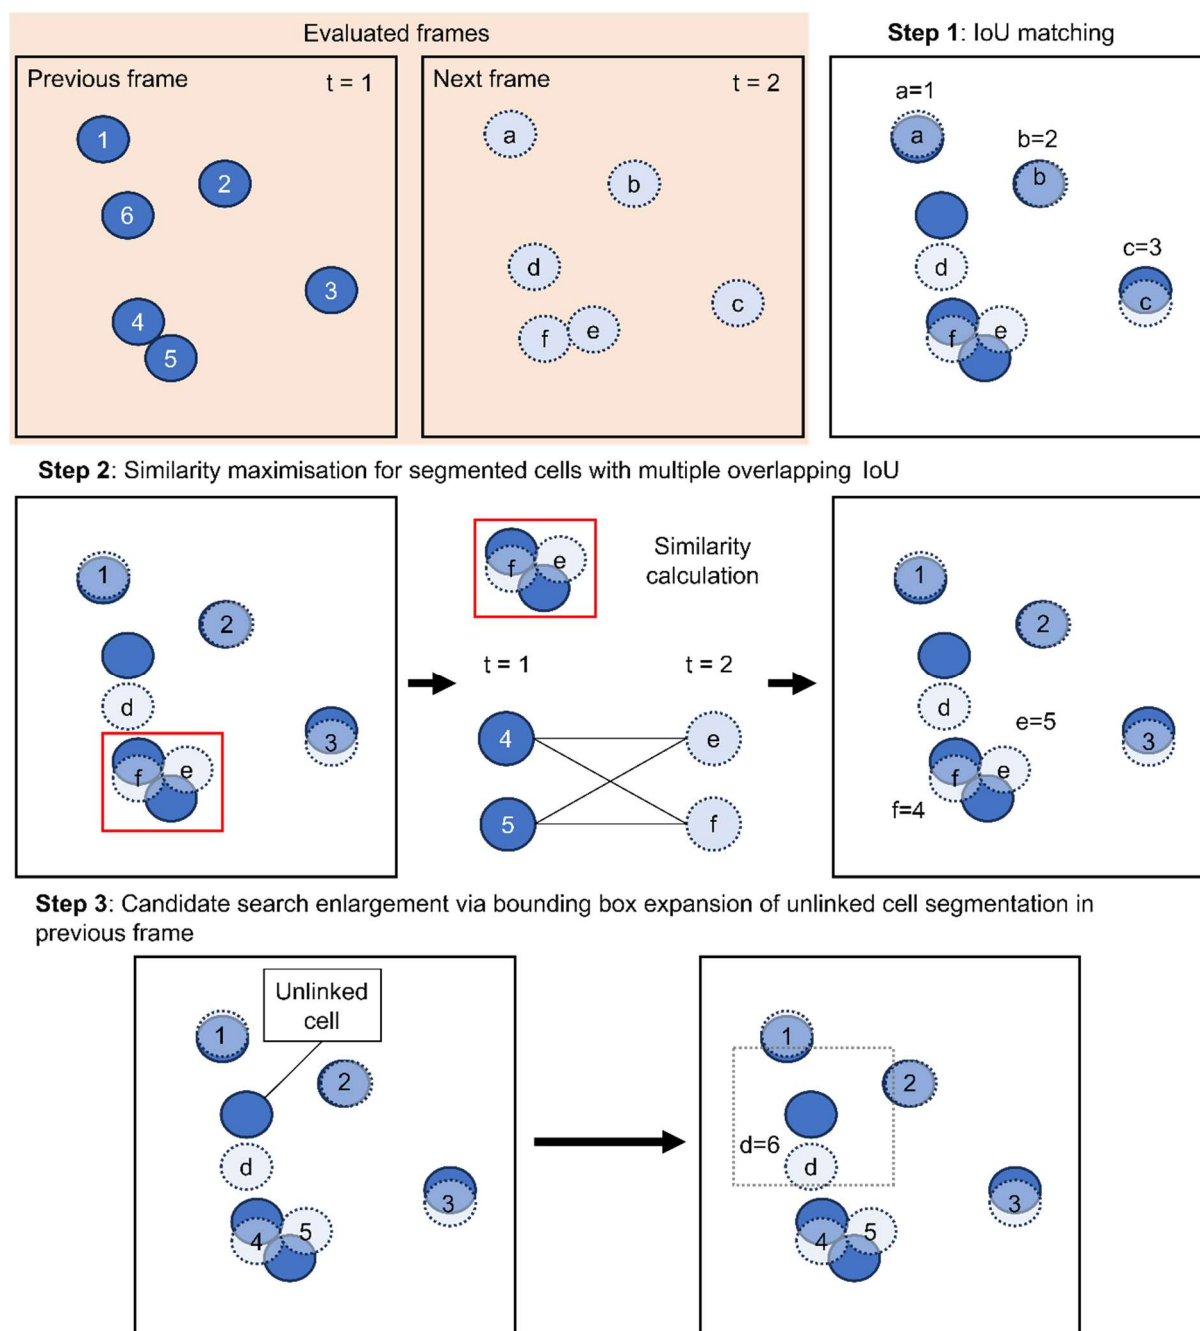 Evaluated frames
Previous frame t = 1
1
2
6
3
4
5
Next frame t = 2
a
b
d
c
f e
Step 1: IoU matching
a=1
a
b=2
b
d
c=3
c
f e
Step 2: Similarity maximisation for segmented cells with multiple overlapping IoU
1
2
d
3
f e
f e
Similarity
calculation
t = 1 t = 2
4 e
5 f
1
2
d
e=5
3
f e
f=4
Step 3: Candidate search enlargement via bounding box expansion of unlinked cell segmentation in
previous frame
Unlinked
cell
1
2
d
3
4 5
1
2
d=6
d
3
4 5